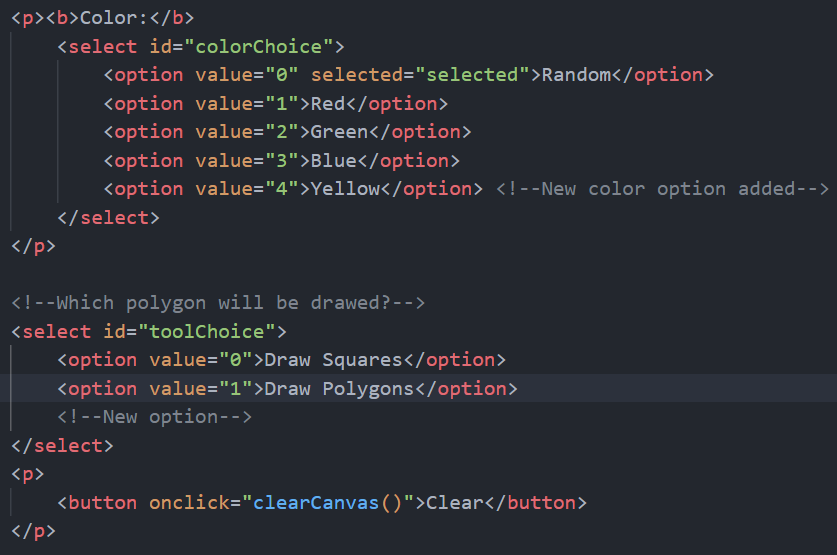 <p><b>Color:</b>
<select id="colorChoice">
<option value="0" selected="selected">Random</option>
<option value="1">Red</option>
<option value="2">Green</option>
<option value="3">Blue</option>
<option value="4">Yellow</option> <!--New color option added-->
</select>
</p>
<!--Which polygon will be drawed?-->
<select id="toolChoice">
<option value="0">Draw Squares</option>
<option value="1">Draw Polygons</option>
<!--New option-->
</select>
<p>
<button onclick="clearCanvas()">Clear</button>
</p>